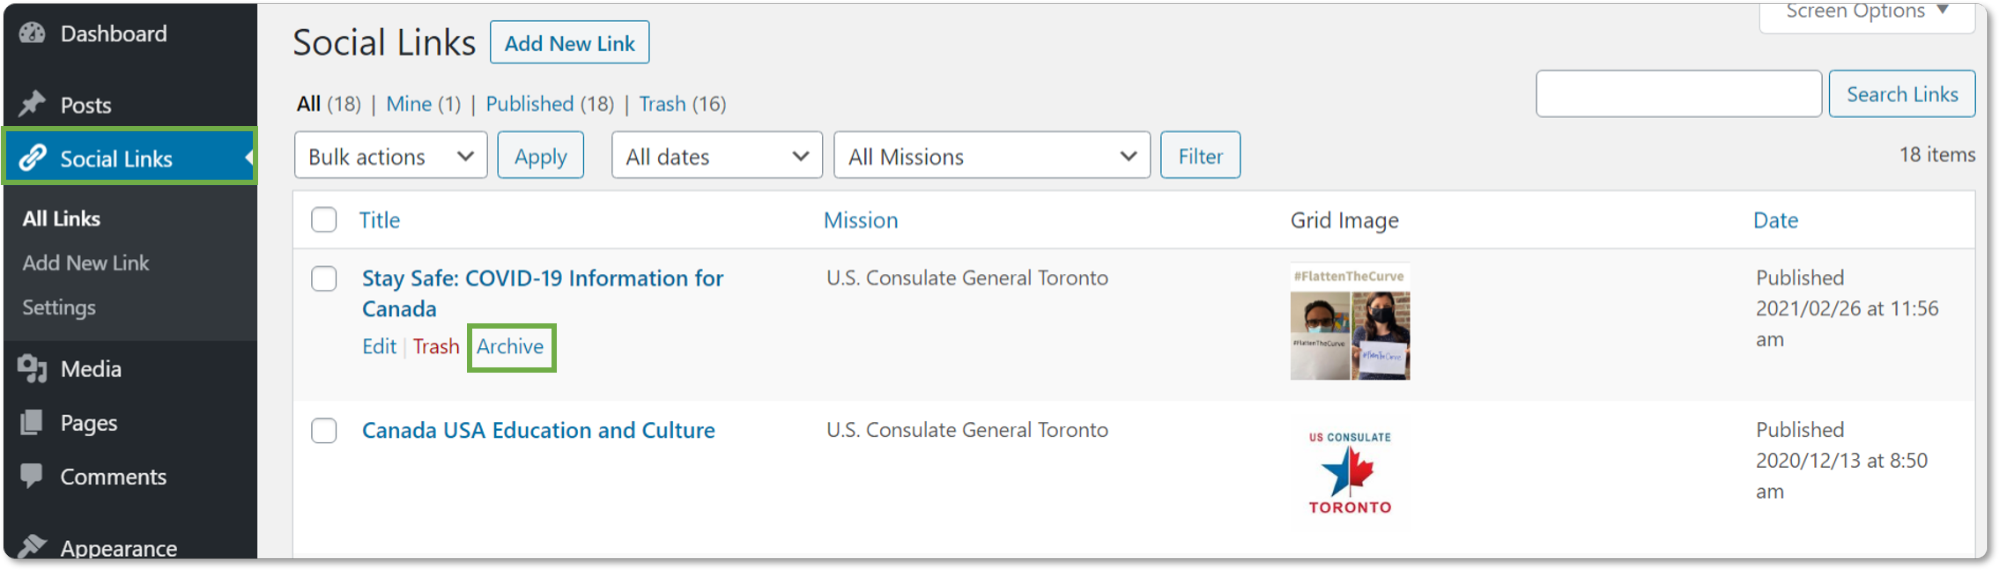 Dashboard
Posts
Social Links
All Links
Add New Link
Settings
Media
Pages
Comments
Appearance
Screen Options
Social Links Add New Link
All (18) | Mine (1) | Published (18) | Trash (16)
Search Links
Bulk actions Apply All dates All Missions Filter
18 items
Title Mission Grid Image Date
Stay Safe: COVID-19 Information for
Canada
Edit | Trash Archive
U.S. Consulate General Toronto
#FlattenTheCurve
#FlattenTheCurve
#FlattenTheCurve
Published
2021/02/26 at 11:56
am
Canada USA Education and Culture
U.S. Consulate General Toronto
US CONSULATE
TORONTO
Published
2020/12/13 at 8:50
am